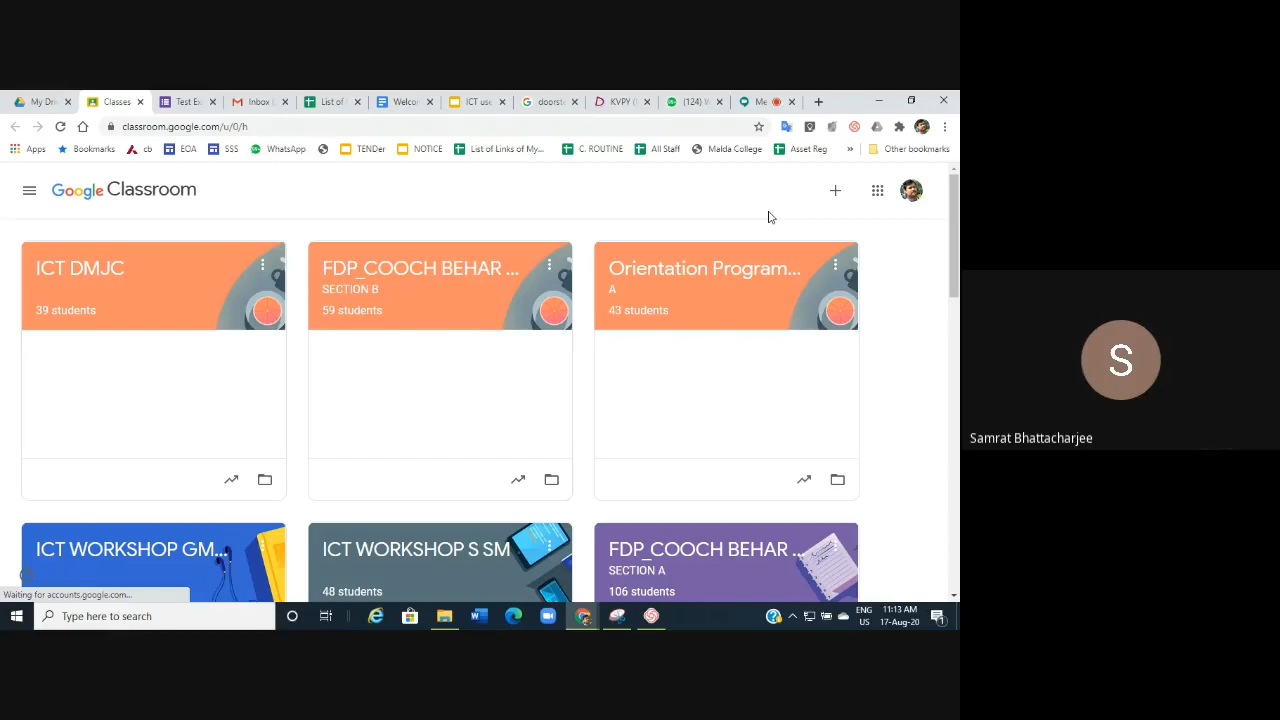 My Dri
Classes
Test Ex
Inbox
List of
Welco
ICT use
doorste
KVPY (
(124) W
Me
classroom.google.com/u/0/h
Apps
Bookmarks
cb
EOA
SSS
WhatsApp
TENDer
NOTICE
List of Links of My...
C. ROUTINE
All Staff
Malda College
Asset Reg
»
Other bookmarks
Google Classroom
ICT DMJC
39 students
FDP_COOCH BEHAR ...
SECTION B
59 students
Orientation Program...
A
43 students
ICT WORKSHOP GM...
ICT WORKSHOP S SM
48 students
FDP_COOCH BEHAR ...
SECTION A
106 students
Waiting for accounts.google.com...
Type here to search
ENG
US
11:13 AM
17-Aug-20
1
S
Samrat Bhattacharjee